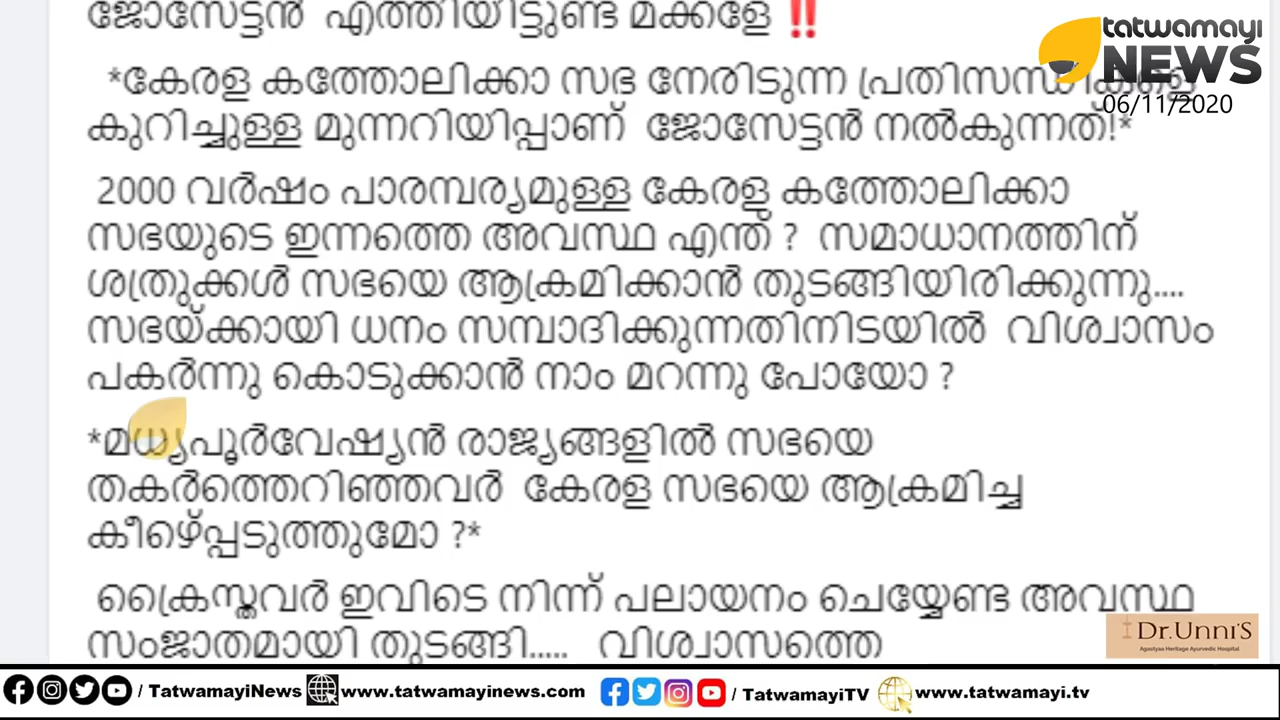 ജോസേട്ടൻ എത്തിയിട്ടുണ്ട് മക്കളേ ‼️
tatwamayi
NEWS
06/11/2020
*കേരള കത്തോലിക്കാ സഭ നേരിടുന്ന
കുറിച്ചുള്ള മുന്നറിയിപ്പാണ് ജോസേട്ടൻ നൽകുന്നത്!*
2000 വർഷം പാരമ്പര്യമുള്ള കേരള കത്തോലിക്കാ
സഭയുടെ ഇന്നത്തെ അവസ്ഥ എന്ത് ? സമാധാനത്തിന്
ശത്രുക്കൾ സഭയെ ആക്രമിക്കാൻ തുടങ്ങിയിരിക്കുന്നു....
സഭയ്ക്കായി ധനം സമ്പാദിക്കുന്നതിനിടയിൽ വിശ്വാസം
പകർന്നു കൊടുക്കാൻ നാം മറന്നു പോയോ ?
*മധ്യപൂർവേഷ്യൻ രാജ്യങ്ങളിൽ സഭയെ
തകർത്തെറിഞ്ഞവർ കേരള സഭയെ ആക്രമിച്ച
കീഴ്പ്പെടുത്തുമോ ?*
ക്രൈസ്തവർ ഇവിടെ നിന്ന് പലായനം ചെയ്യേണ്ട അവസ്ഥ
സംജാതമായി തുടങ്ങി..... വിശ്വാസത്തെ
Dr.Unni'S
Agastyaa Heritage Ayurvedic Hospital
/ TatwamayiNews www.tatwamayinews.com / TatwamayiTV www.tatwamayi.tv